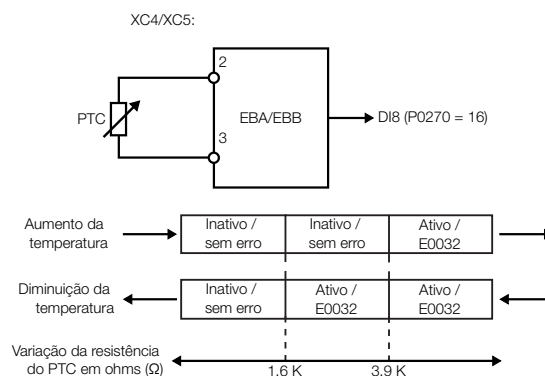 XC4/XC5:
2
PTC
EBA/EBB
DI8 (P0270 = 16)
3
Aumento da
temperatura
Inativo /
sem erro
Inativo /
sem erro
Ativo /
E0032
Diminuição da
temperatura
Inativo /
sem erro
Ativo /
E0032
Ativo /
E0032
Variação da resistência
do PTC em ohms (Ω)
1.6 K
3.9 K